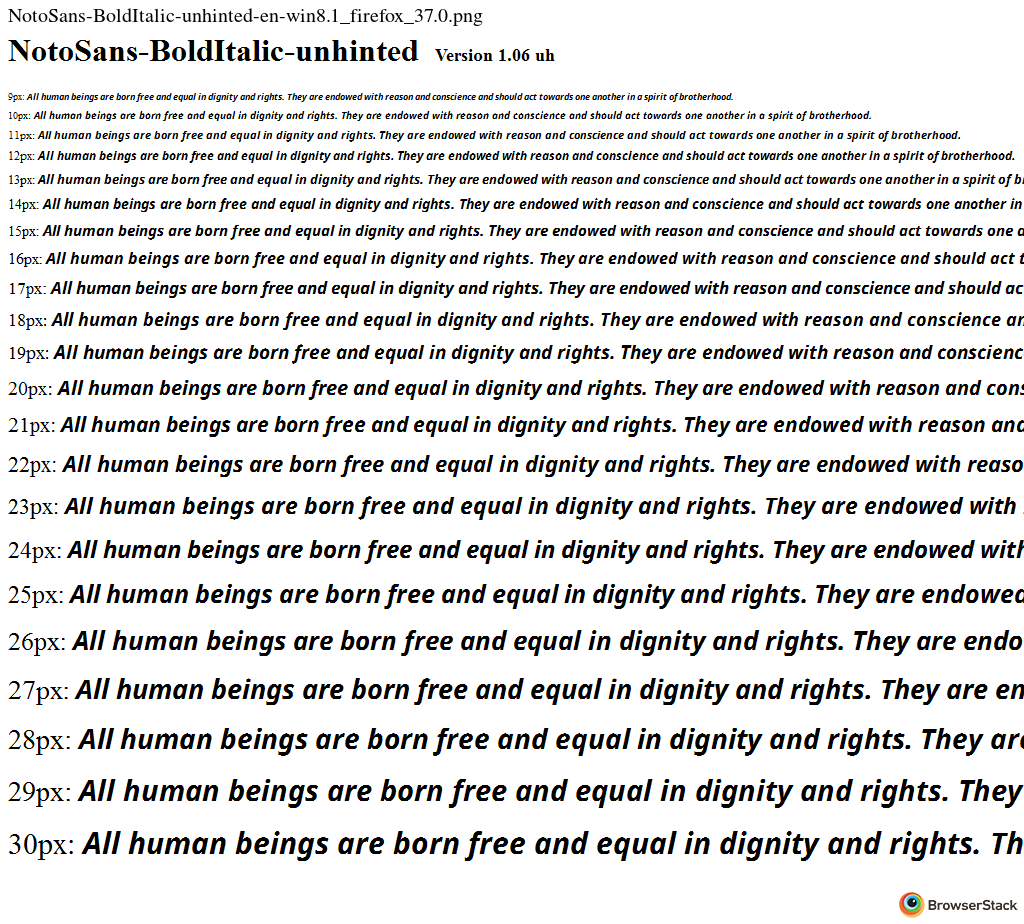 NotoSans-BoldItalic-unhinted-en-win8.1_firefox_37.0.png
NotoSans-BoldItalic-unhinted Version 1.06 uh
9px: All human beings are born free and equal in dignity and rights. They are endowed with reason and conscience and should act towards one another in a spirit of brotherhood.
10px: All human beings are born free and equal in dignity and rights. They are endowed with reason and conscience and should act towards one another in a spirit of brotherhood.
11px: All human beings are born free and equal in dignity and rights. They are endowed with reason and conscience and should act towards one another in a spirit of brotherhood.
12px: All human beings are born free and equal in dignity and rights. They are endowed with reason and conscience and should act towards one another in a spirit of brotherhood.
13px: All human beings are born free and equal in dignity and rights. They are endowed with reason and conscience and should act towards one another in a spirit of b
14px: All human beings are born free and equal in dignity and rights. They are endowed with reason and conscience and should act towards one another in
15px: All human beings are born free and equal in dignity and rights. They are endowed with reason and conscience and should act towards one a
16px: All human beings are born free and equal in dignity and rights. They are endowed with reason and conscience and should act t
17px: All human beings are born free and equal in dignity and rights. They are endowed with reason and conscience and should ac
18px: All human beings are born free and equal in dignity and rights. They are endowed with reason and conscience an
19px: All human beings are born free and equal in dignity and rights. They are endowed with reason and conscienc
20px: All human beings are born free and equal in dignity and rights. They are endowed with reason and cons
21px: All human beings are born free and equal in dignity and rights. They are endowed with reason and
22px: All human beings are born free and equal in dignity and rights. They are endowed with reaso
23px: All human beings are born free and equal in dignity and rights. They are endowed with
24px: All human beings are born free and equal in dignity and rights. They are endowed with
25px: All human beings are born free and equal in dignity and rights. They are endowed
26px: All human beings are born free and equal in dignity and rights. They are endo
27px: All human beings are born free and equal in dignity and rights. They are en
28px: All human beings are born free and equal in dignity and rights. They are
29px: All human beings are born free and equal in dignity and rights. They
30px: All human beings are born free and equal in dignity and rights. Th
BrowserStack